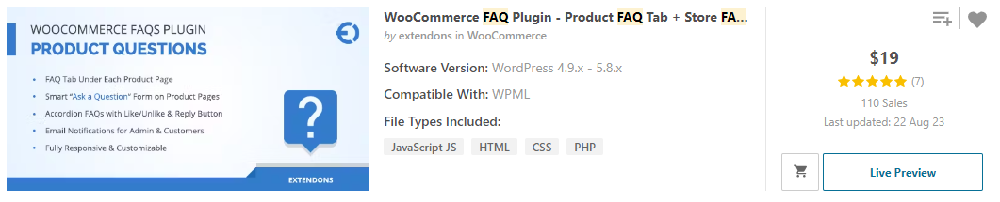 WOOCOMMERCE FAQS PLUGIN
PRODUCT QUESTIONS
• FAQ Tab Under Each Product Page
• Smart “Ask a Question” Form on Product Pages
• Accordion FAQs with Like/Unlike & Reply Button
• Email Notifications for Admin & Customers
• Fully Responsive & Customizable
?
EXTENDONS
WooCommerce FAQ Plugin - Product FAQ Tab + Store FA...
by extendons in WooCommerce
Software Version: WordPress 4.9.x - 5.8.x
Compatible With: WPML
File Types Included:
JavaScript JS HTML CSS PHP
$19
(7)
110 Sales
Last updated: 22 Aug 23
Live Preview